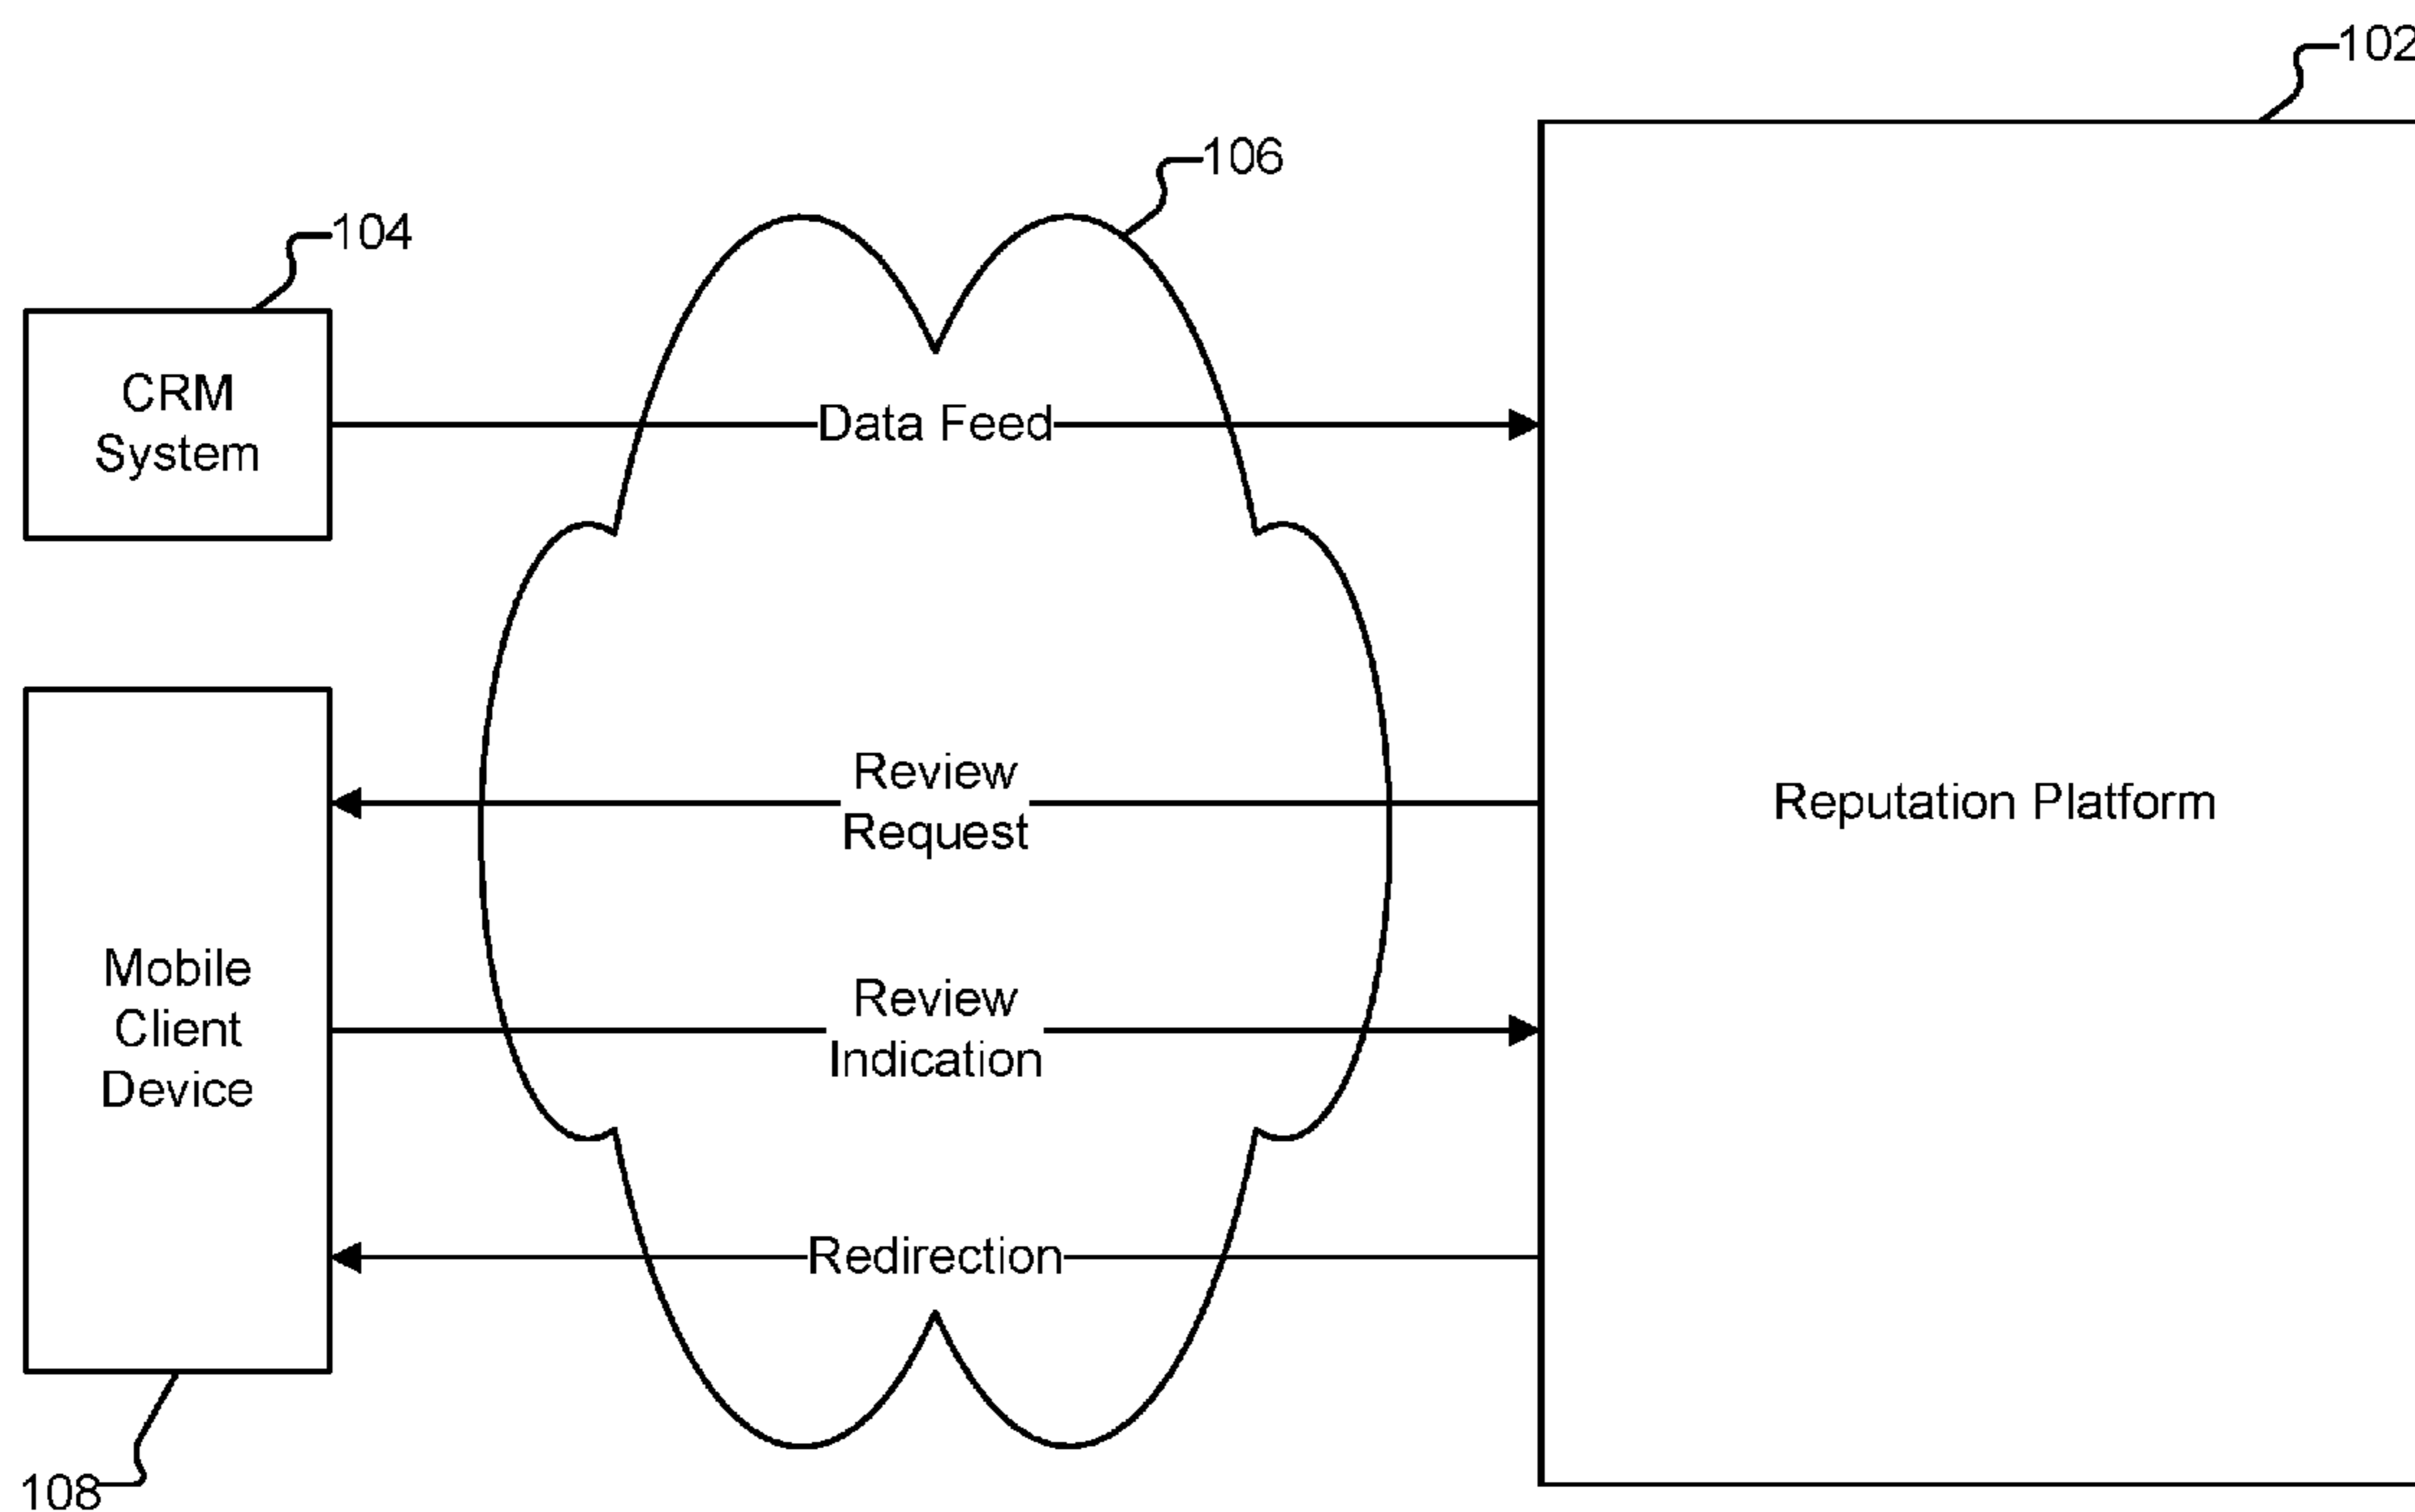 102
106
104
CRM
System
Data Feed
Review
Request
Reputation Platform
Mobile
Client
Device
Review
Indication
Redirection
108